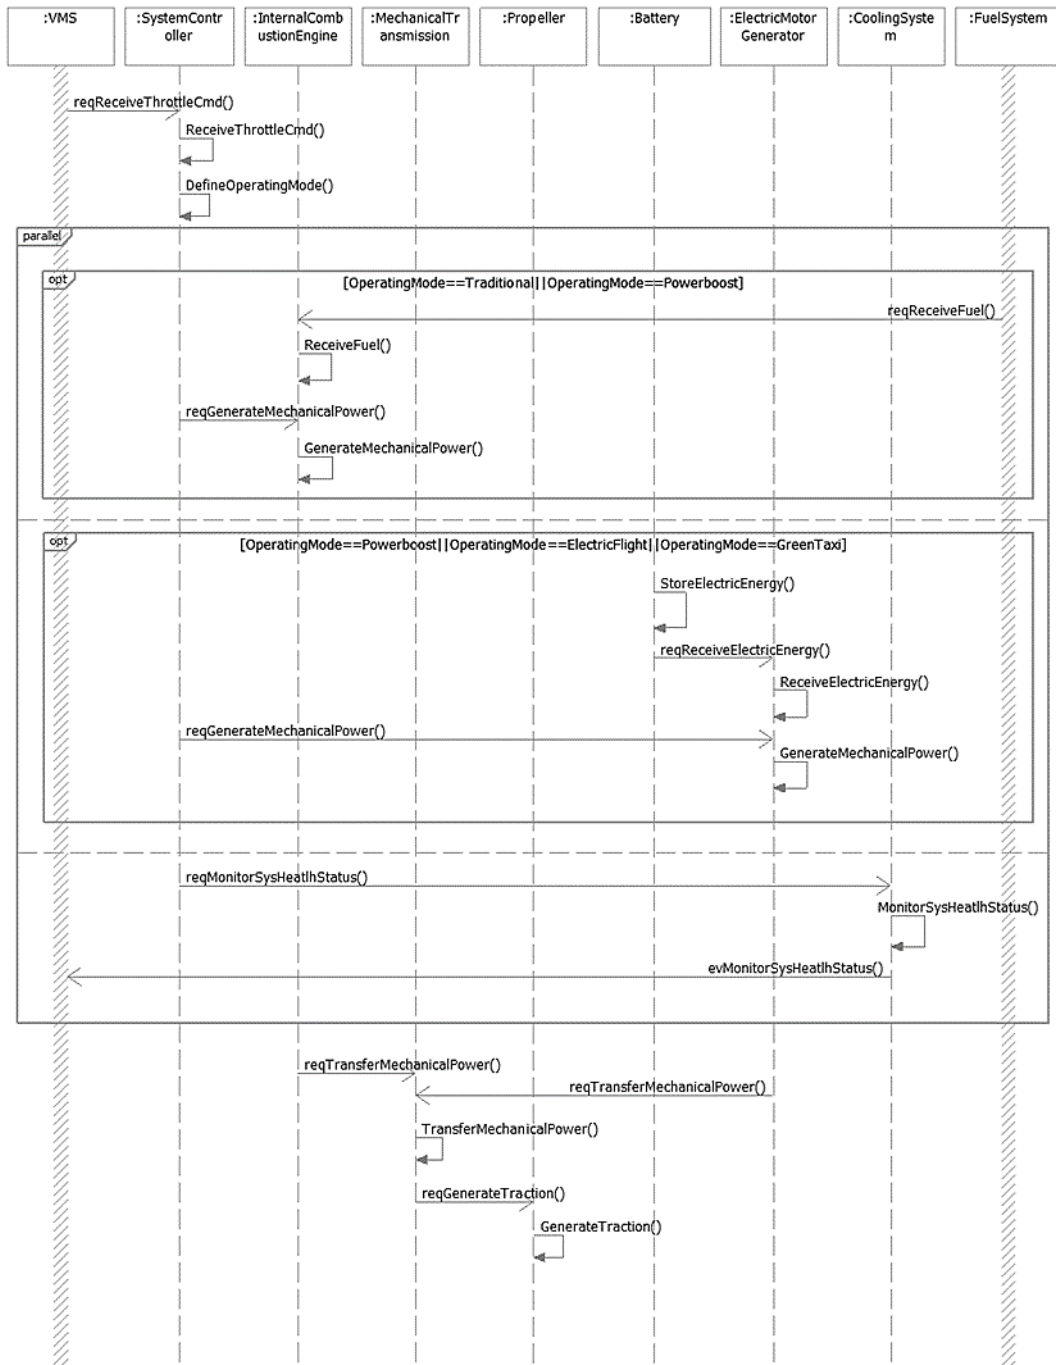 :VMS
:SystemContr
oller
:InternalComb
ustionEngine
:MechanicalTr
ansmission
:Propeller
:Battery
:ElectricMotor
Generator
:CoolingSyste
m
:FuelSystem
reqReceiveThrottleCmd()
ReceiveThrottleCmd()
DefineOperatingMode()
parallel
opt
[OperatingMode==Traditional||OperatingMode==Powerboost]
reqReceiveFuel()
ReceiveFuel()
reqGenerateMechanicalPower()
GenerateMechanicalPower()
opt
[OperatingMode==Powerboost||OperatingMode==ElectricFlight||OperatingMode==GreenTaxi]
StoreElectricEnergy()
reqReceiveElectricEnergy()
ReceiveElectricEnergy()
reqGenerateMechanicalPower()
GenerateMechanicalPower()
reqMonitorSysHeatlhStatus()
MonitorSysHeatlhStatus()
evMonitorSysHeatlhStatus()
reqTransferMechanicalPower()
reqTransferMechanicalPower()
TransferMechanicalPower()
reqGenerateTraction()
GenerateTraction()